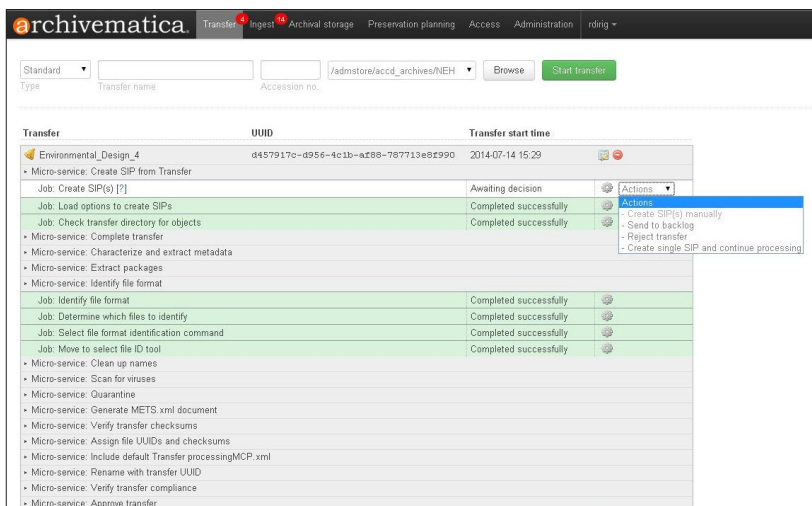 archivematica.
Transfer 4 Ingest 14 Archival storage Preservation planning Access Administration rdirig
Standard /admstore/accd_archives/NEH Browse Start transfer
Type Transfer name Accession no.
Transfer UUID Transfer start time
Environmental_Design_4 d457917c-d956-4c1b-af88-787713e8f990 2014-07-14 15:29
Micro-service: Create SIP from Transfer
Job: Create SIP(s) [?] Awaiting decision Actions
Actions
- Create SIP(s) manually
- Send to backlog
- Reject transfer
- Create single SIP and continue processing
Job: Load options to create SIPs Completed successfully
Job: Check transfer directory for objects Completed successfully
Micro-service: Complete transfer
Micro-service: Characterize and extract metadata
Micro-service: Extract packages
Micro-service: Identify file format
Job: Identify file format Completed successfully
Job: Determine which files to identify Completed successfully
Job: Select file format identification command Completed successfully
Job: Move to select file ID tool Completed successfully
Micro-service: Clean up names
Micro-service: Scan for viruses
Micro-service: Quarantine
Micro-service: Generate METS.xml document
Micro-service: Verify transfer checksums
Micro-service: Assign file UUIDs and checksums
Micro-service: Include default Transfer processingMCP.xml
Micro-service: Rename with transfer UUID
Micro-service: Verify transfer compliance
Micro-service: Approve transfer